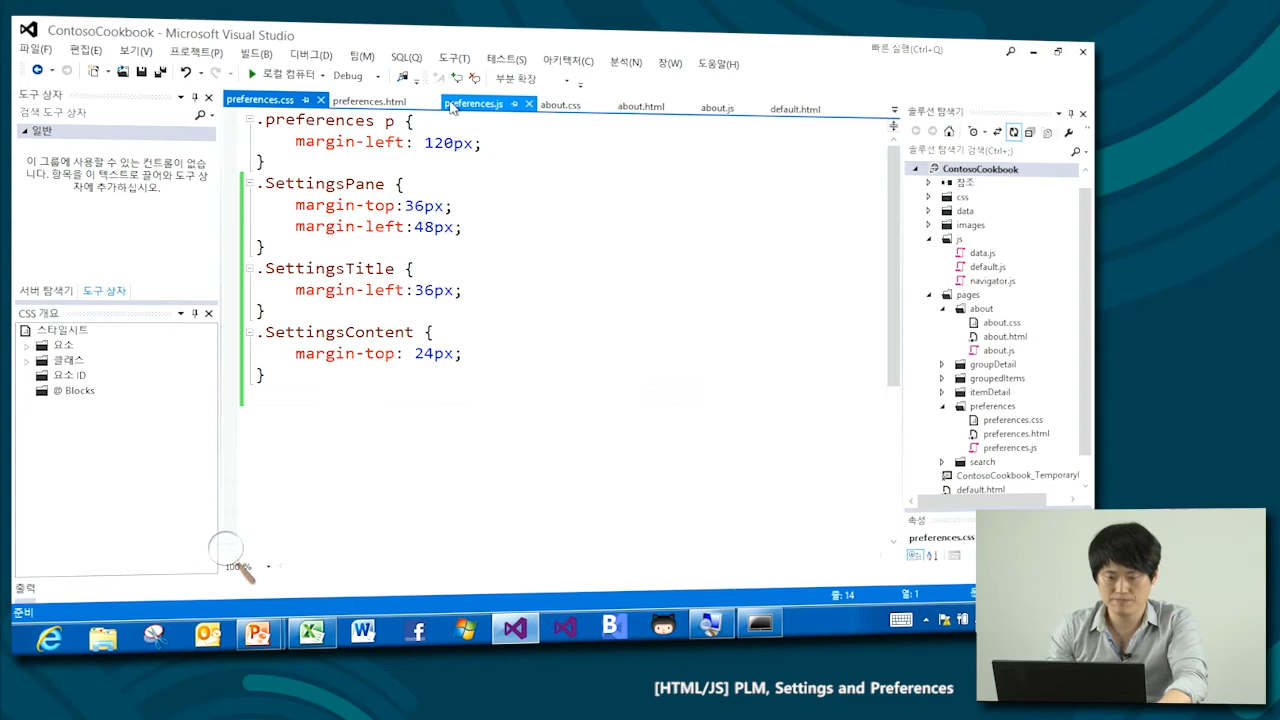 ContosoCookbook - Microsoft Visual Studio
빠른 실행(Ctrl+Q)
파일(F) 편집(E) 보기(V) 프로젝트(P) 빌드(B) 디버그(D) 팀(M) SQL(Q) 도구(T) 테스트(S) 아키텍처(C) 분석(N) 창(W) 도움말(H)
로컬 컴퓨터 Debug 부분 확장
도구 상자
검색 도구 상자
일반
이 그룹에 사용할 수 있는 컨트롤이 없습
니다. 항목을 이 텍스트로 끌어와 도구 상
자에 추가하십시오.
서버 탐색기 도구 상자
CSS 개요
스타일시트
요소
클래스
요소 ID
@ Blocks
출력
준비
preferences.css preferences.html preferences.js about.css about.html about.js default.html
.preferences p {
margin-left: 120px;
}
.SettingsPane {
margin-top:36px;
margin-left:48px;
}
.SettingsTitle {
margin-left:36px;
}
.SettingsContent {
margin-top: 24px;
}
100 %
줄: 14 열: 1
솔루션 탐색기
솔루션 탐색기 검색(Ctrl+;)
ContosoCookbook
참조
css
data
images
js
data.js
default.js
navigator.js
pages
about
about.css
about.html
about.js
groupDetail
groupedItems
itemDetail
preferences
preferences.css
preferences.html
preferences.js
search
ContosoCookbook_Temporaryl
default.html
속성
preferences.css
[HTML/JS] PLM, Settings and Preferences